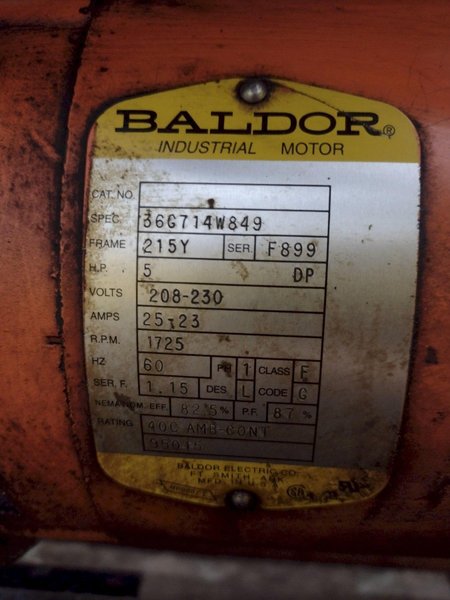 BALDOR®
INDUSTRIAL MOTOR
CAT. NO.
SPEC. 36G714W849
FRAME 215Y SER. F899
H.P. 5 DP
VOLTS 208-230
AMPS 25-23
R.P.M. 1725
HZ 60 PH 1 CLASS F
SER. F. 1.15 DES. L CODE G
NEMA NOM. EFF. 82.5 % P.F. 87 %
RATING 40C AMB-CONT
BALDOR ELECTRIC CO.
FT. SMITH, ARK.
MFD. IN U.S.A.